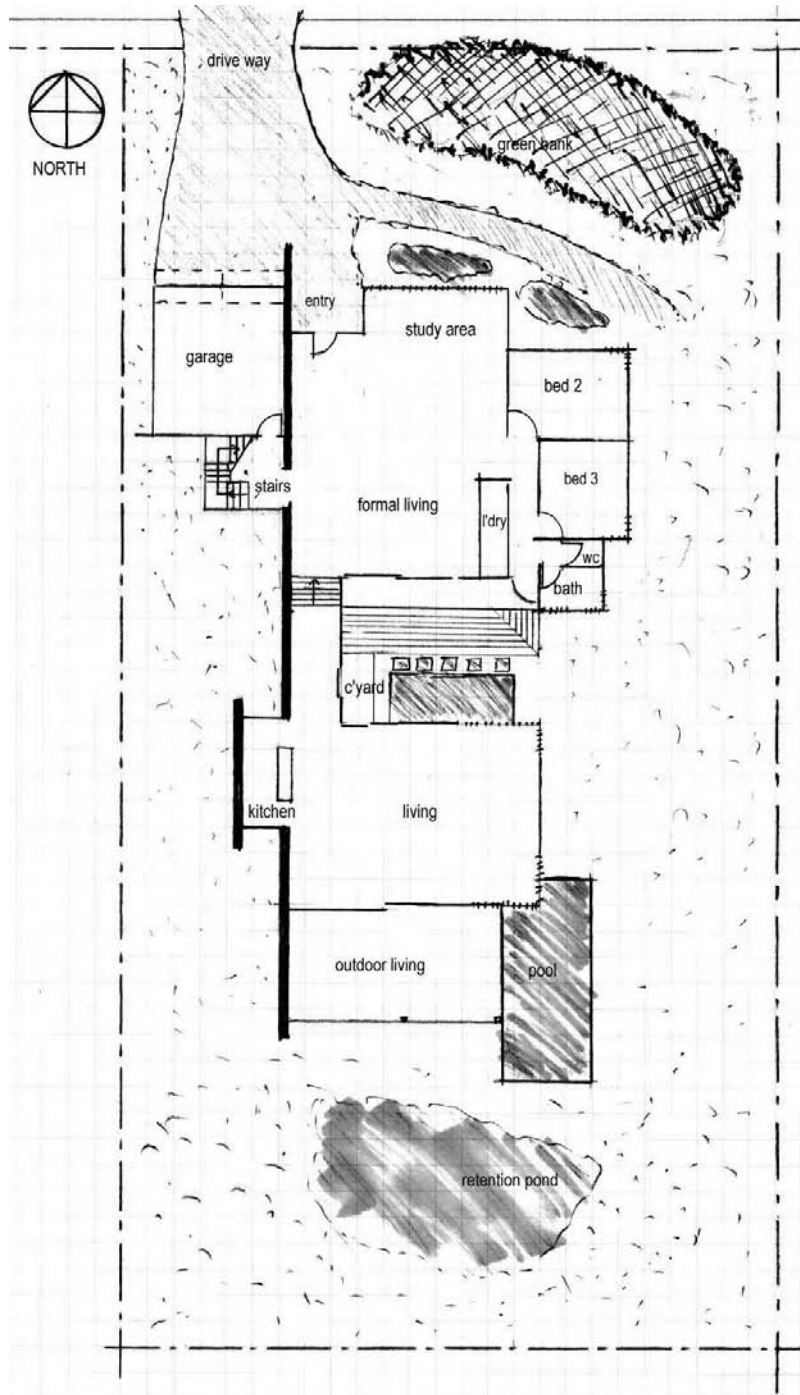 drive way
green bank
NORTH
entry
study area
garage
bed 2
stairs
formal living
l'dry
bed 3
wc
bath
c'yard
kitchen
living
outdoor living
pool
retention pond